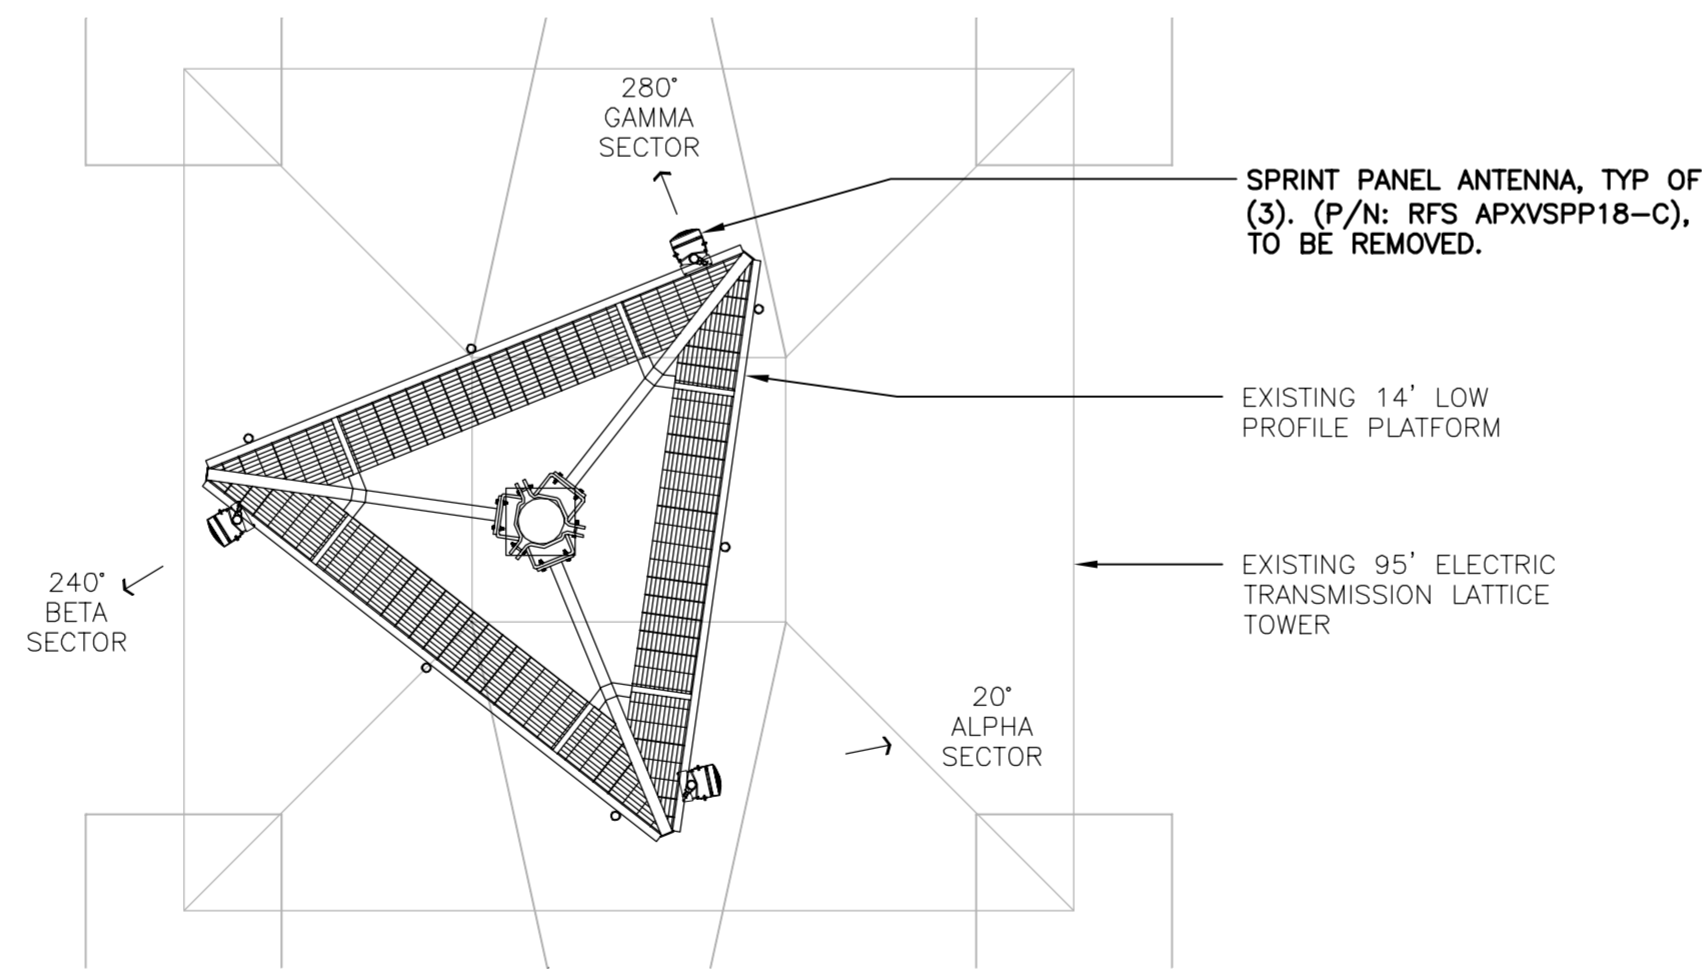 280°
GAMMA
SECTOR
SPRINT PANEL ANTENNA, TYP OF
(3). (P/N: RFS APXVSPP18-C),
TO BE REMOVED.
EXISTING 14' LOW
PROFILE PLATFORM
EXISTING 95' ELECTRIC
TRANSMISSION LATTICE
TOWER
240°
BETA
SECTOR
20°
ALPHA
SECTOR